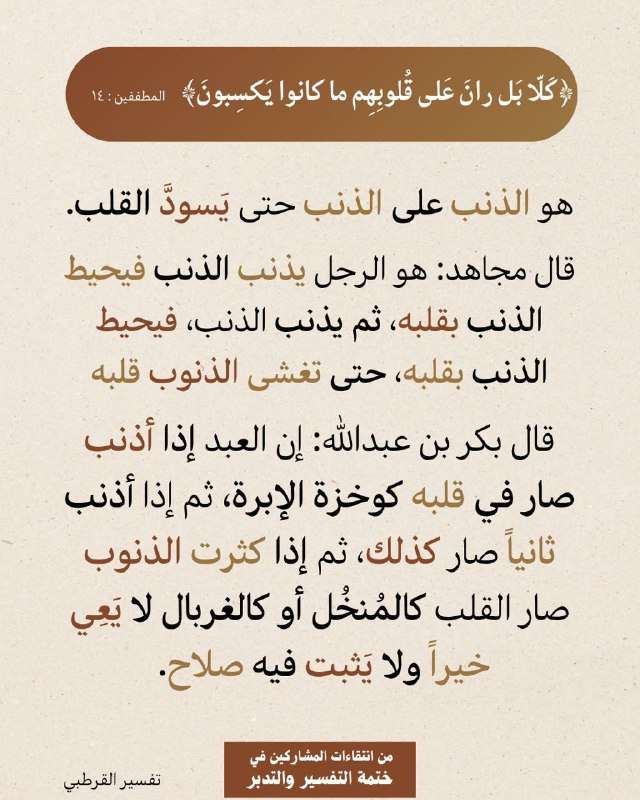 ﴿كَلّا بَل رانَ عَلى قُلوبِهِم ما كانوا يَكسِبونَ﴾ المطففين : ١٤
هو الذنب على الذنب حتى يَسودَّ القلب.
قال مجاهد: هو الرجل يذنب الذنب فيحيط
الذنب بقلبه، ثم يذنب الذنب، فيحيط
الذنب بقلبه، حتى تغشى الذنوب قلبه
قال بكر بن عبدالله: إن العبد إذا أذنب
صار في قلبه كوخزة الإبرة، ثم إذا أذنب
ثانياً صار كذلك، ثم إذا كثرت الذنوب
صار القلب كالمُنخُل أو كالغربال لا يَعِي
خيراً ولا يَثبت فيه صلاح.
من انتقاءات المشاركين في
ختمة التفسير والتدبر
تفسير القرطبي